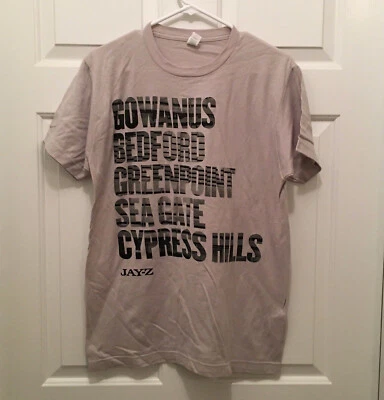 GOWANUS
BEDFORD
GREENPOINT
SEA GATE
CYPRESS HILLS
JAY-Z